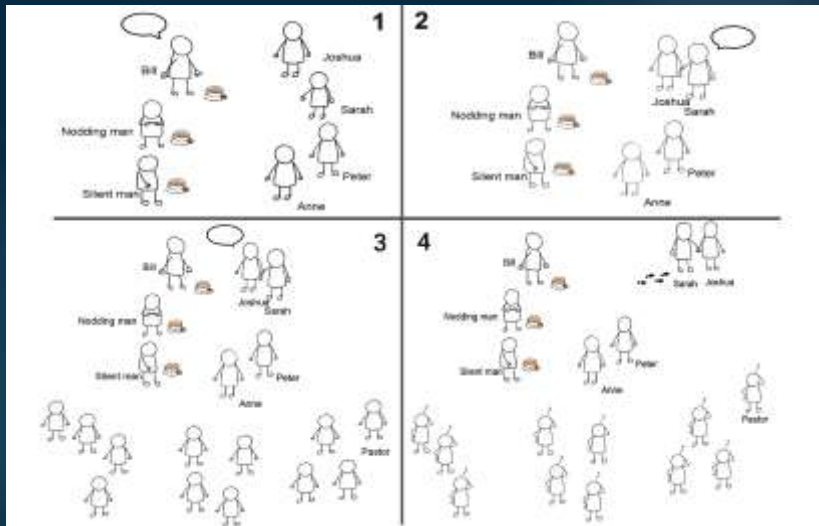 1
Bill
Joshua
Sarah
Nodding man
Peter
Silent man
Anne
2
Bill
Joshua
Sarah
Nodding man
Peter
Silent man
Anne
3
Bill
Joshua
Sarah
Nodding man
Silent man
Peter
Anne
Pastor
4
Bill
Sarah Joshua
Nodding man
Silent man
Peter
Anne
Pastor